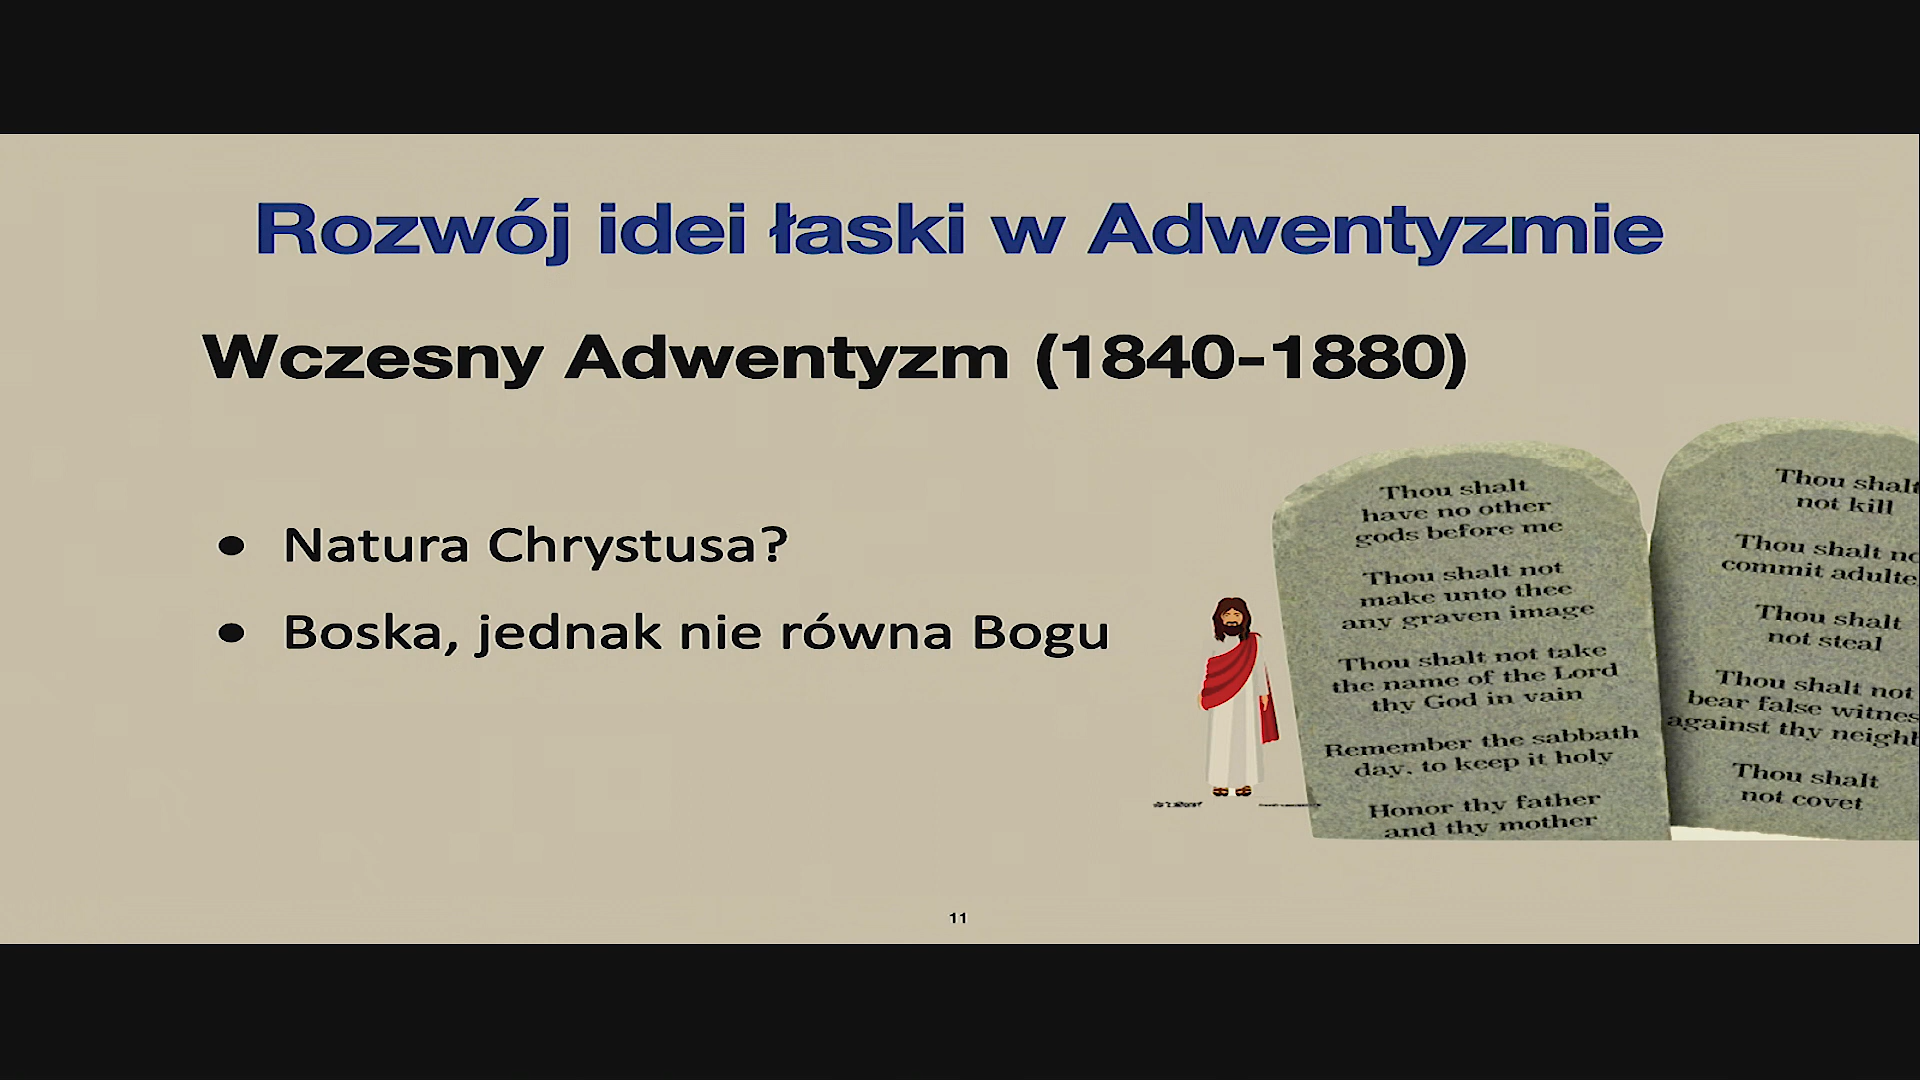 Rozwój idei łaski w Adwentyzmie
Wczesny Adwentyzm (1840-1880)
• Natura Chrystusa?
• Boska, jednak nie równa Bogu
Thou shalt
have no other
gods before me
Thou shalt not
make unto thee
any graven image
Thou shalt not take
the name of the Lord
thy God in vain
Remember the sabbath
day, to keep it holy
Honor thy father
and thy mother
Thou shalt
not kill
Thou shalt
commit
Thou shalt
not steal
Thou shalt not
bear false
against thy
Thou shalt
not covet
11